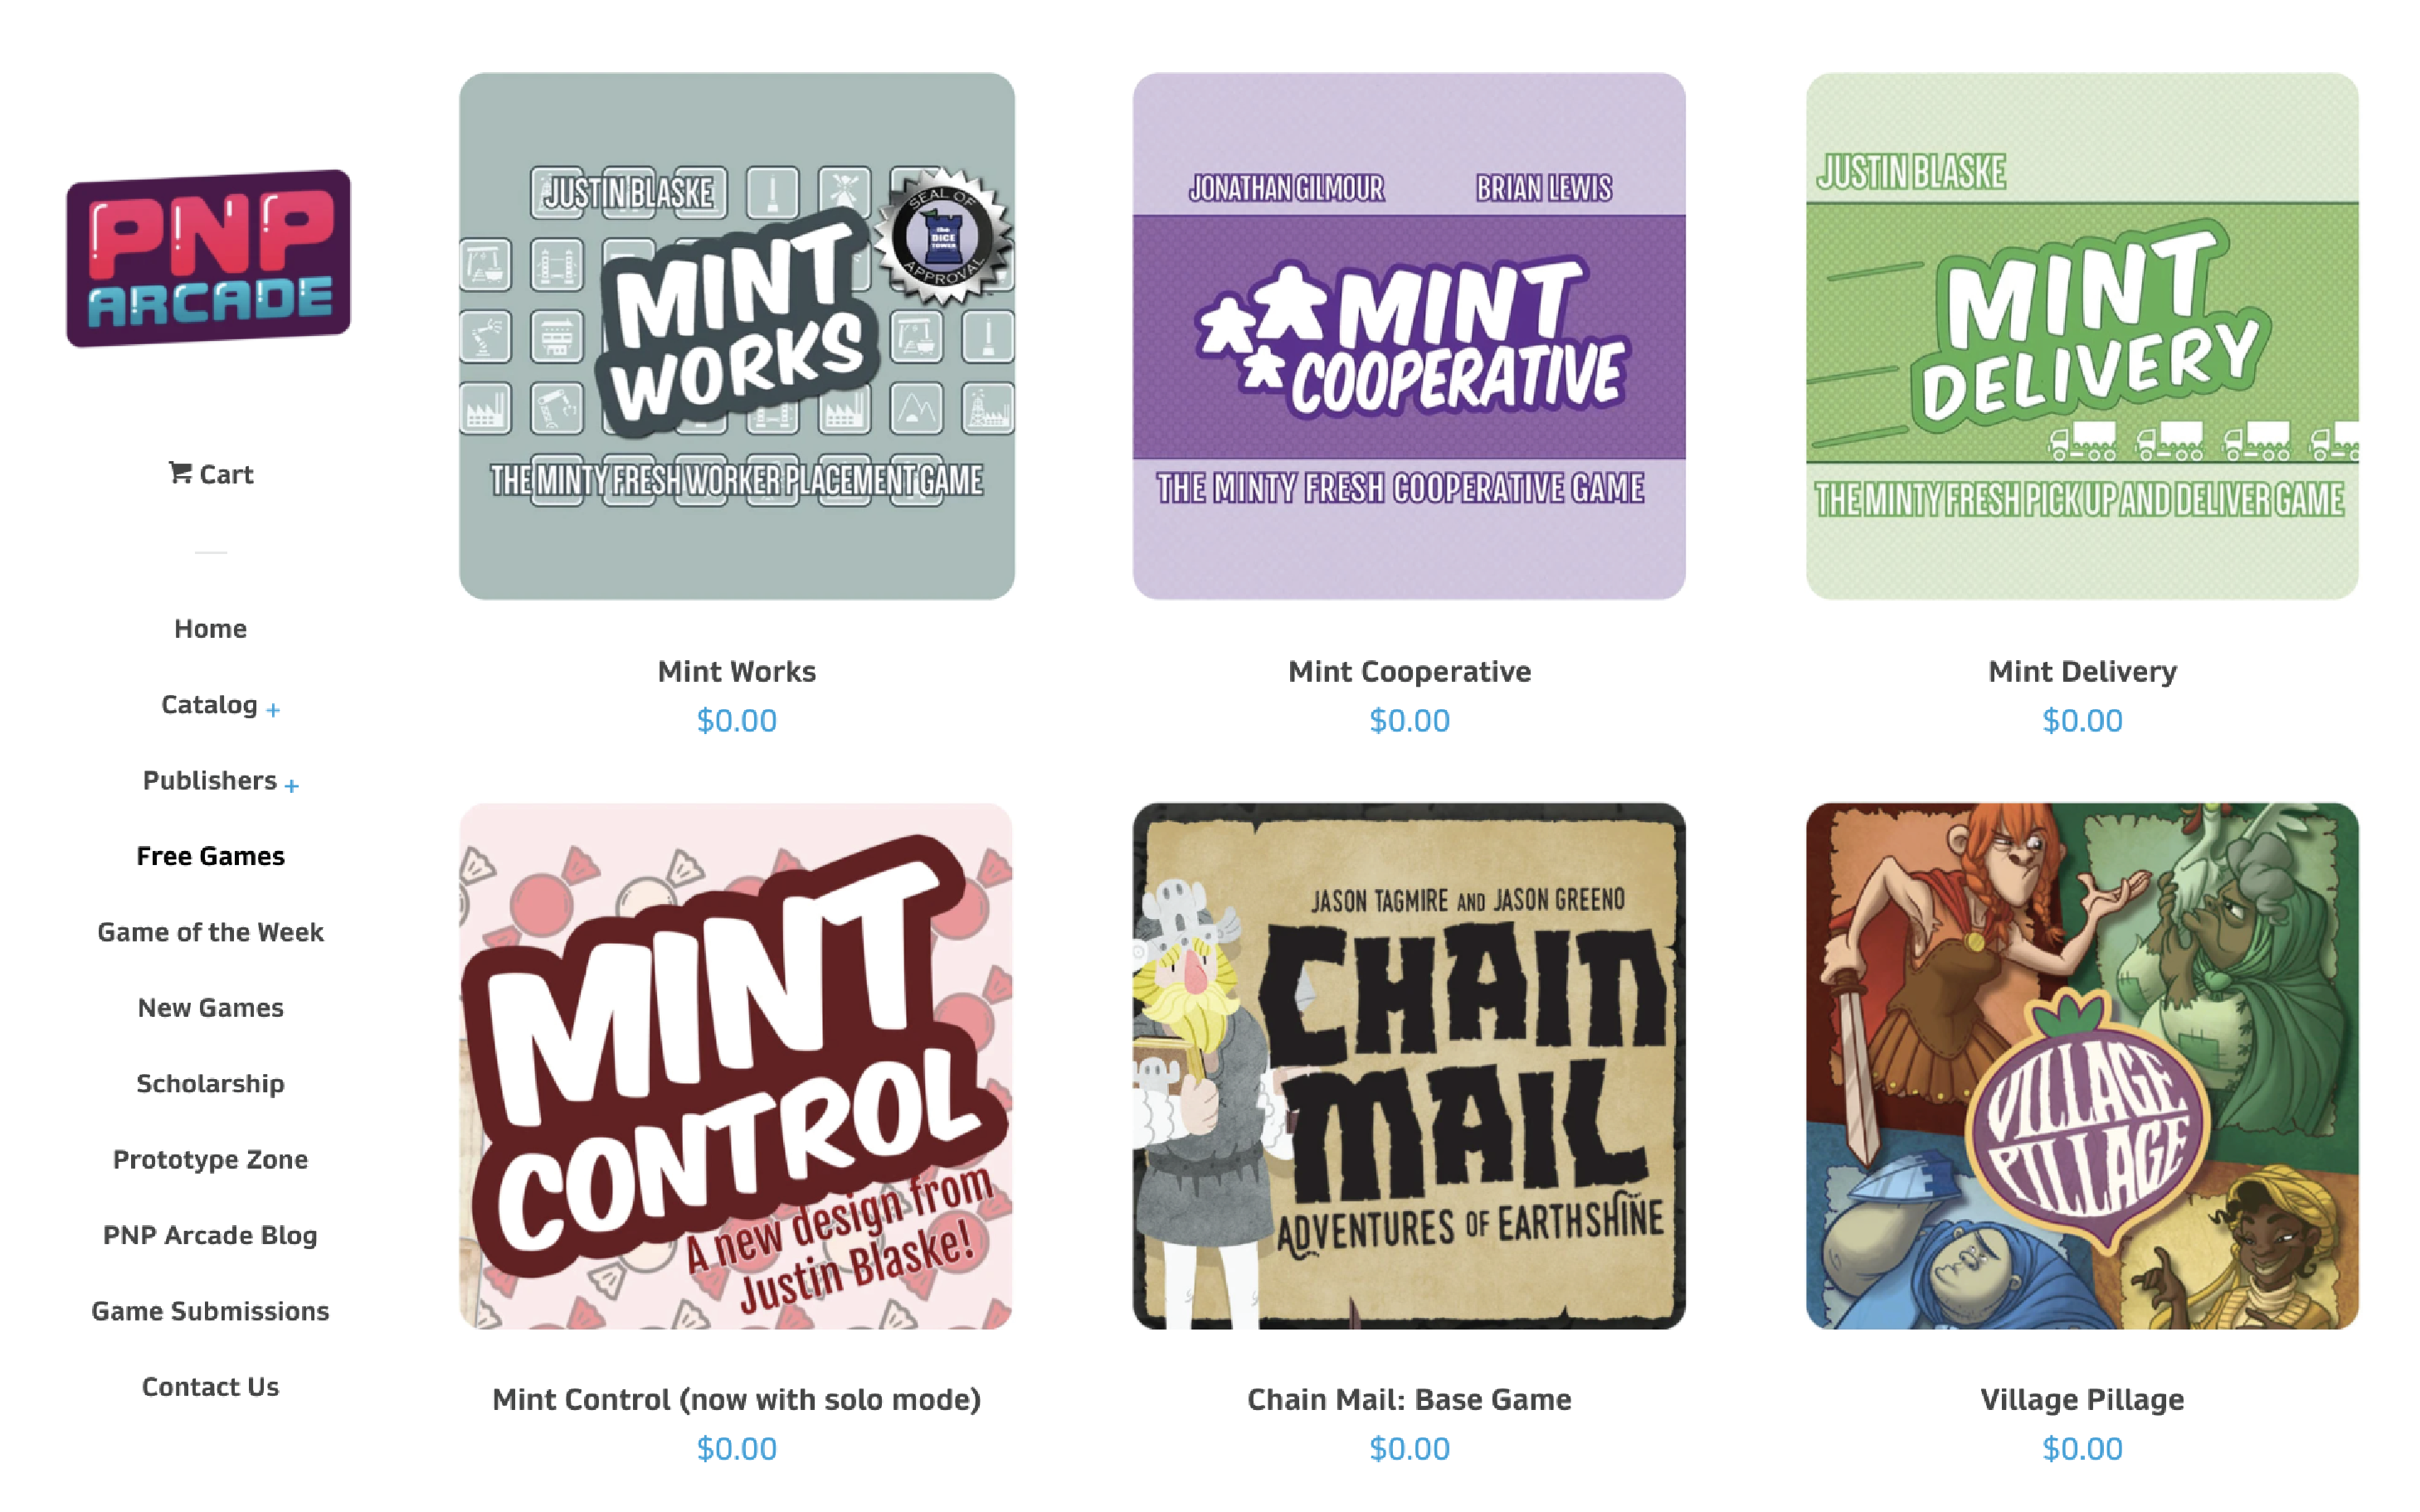 PNP
ARCADE
Cart
Home
Catalog +
Publishers +
Free Games
Game of the Week
New Games
Scholarship
Prototype Zone
PNP Arcade Blog
Game Submissions
Contact Us
JUSTIN BLASKE
SEAL OF
the
DICE
TOWER
APPROVAL
MINT
WORKS
THE MINTY FRESH WORKER PLACEMENT GAME
Mint Works
$0.00
JONATHAN GILMOUR BRIAN LEWIS
MINT
COOPERATIVE
THE MINTY FRESH COOPERATIVE GAME
Mint Cooperative
$0.00
JUSTIN BLASKE
MINT
DELIVERY
THE MINTY FRESH PICK UP AND DELIVER GAME
Mint Delivery
$0.00
MINT
CONTROL
A new design from
Justin Blaske!
Mint Control (now with solo mode)
$0.00
JASON TAGMIRE AND JASON GREENO
CHAIN
MAIL
ADVENTURES OF EARTHSHINE
Chain Mail: Base Game
$0.00
VILLAGE
PILLAGE
Village Pillage
$0.00